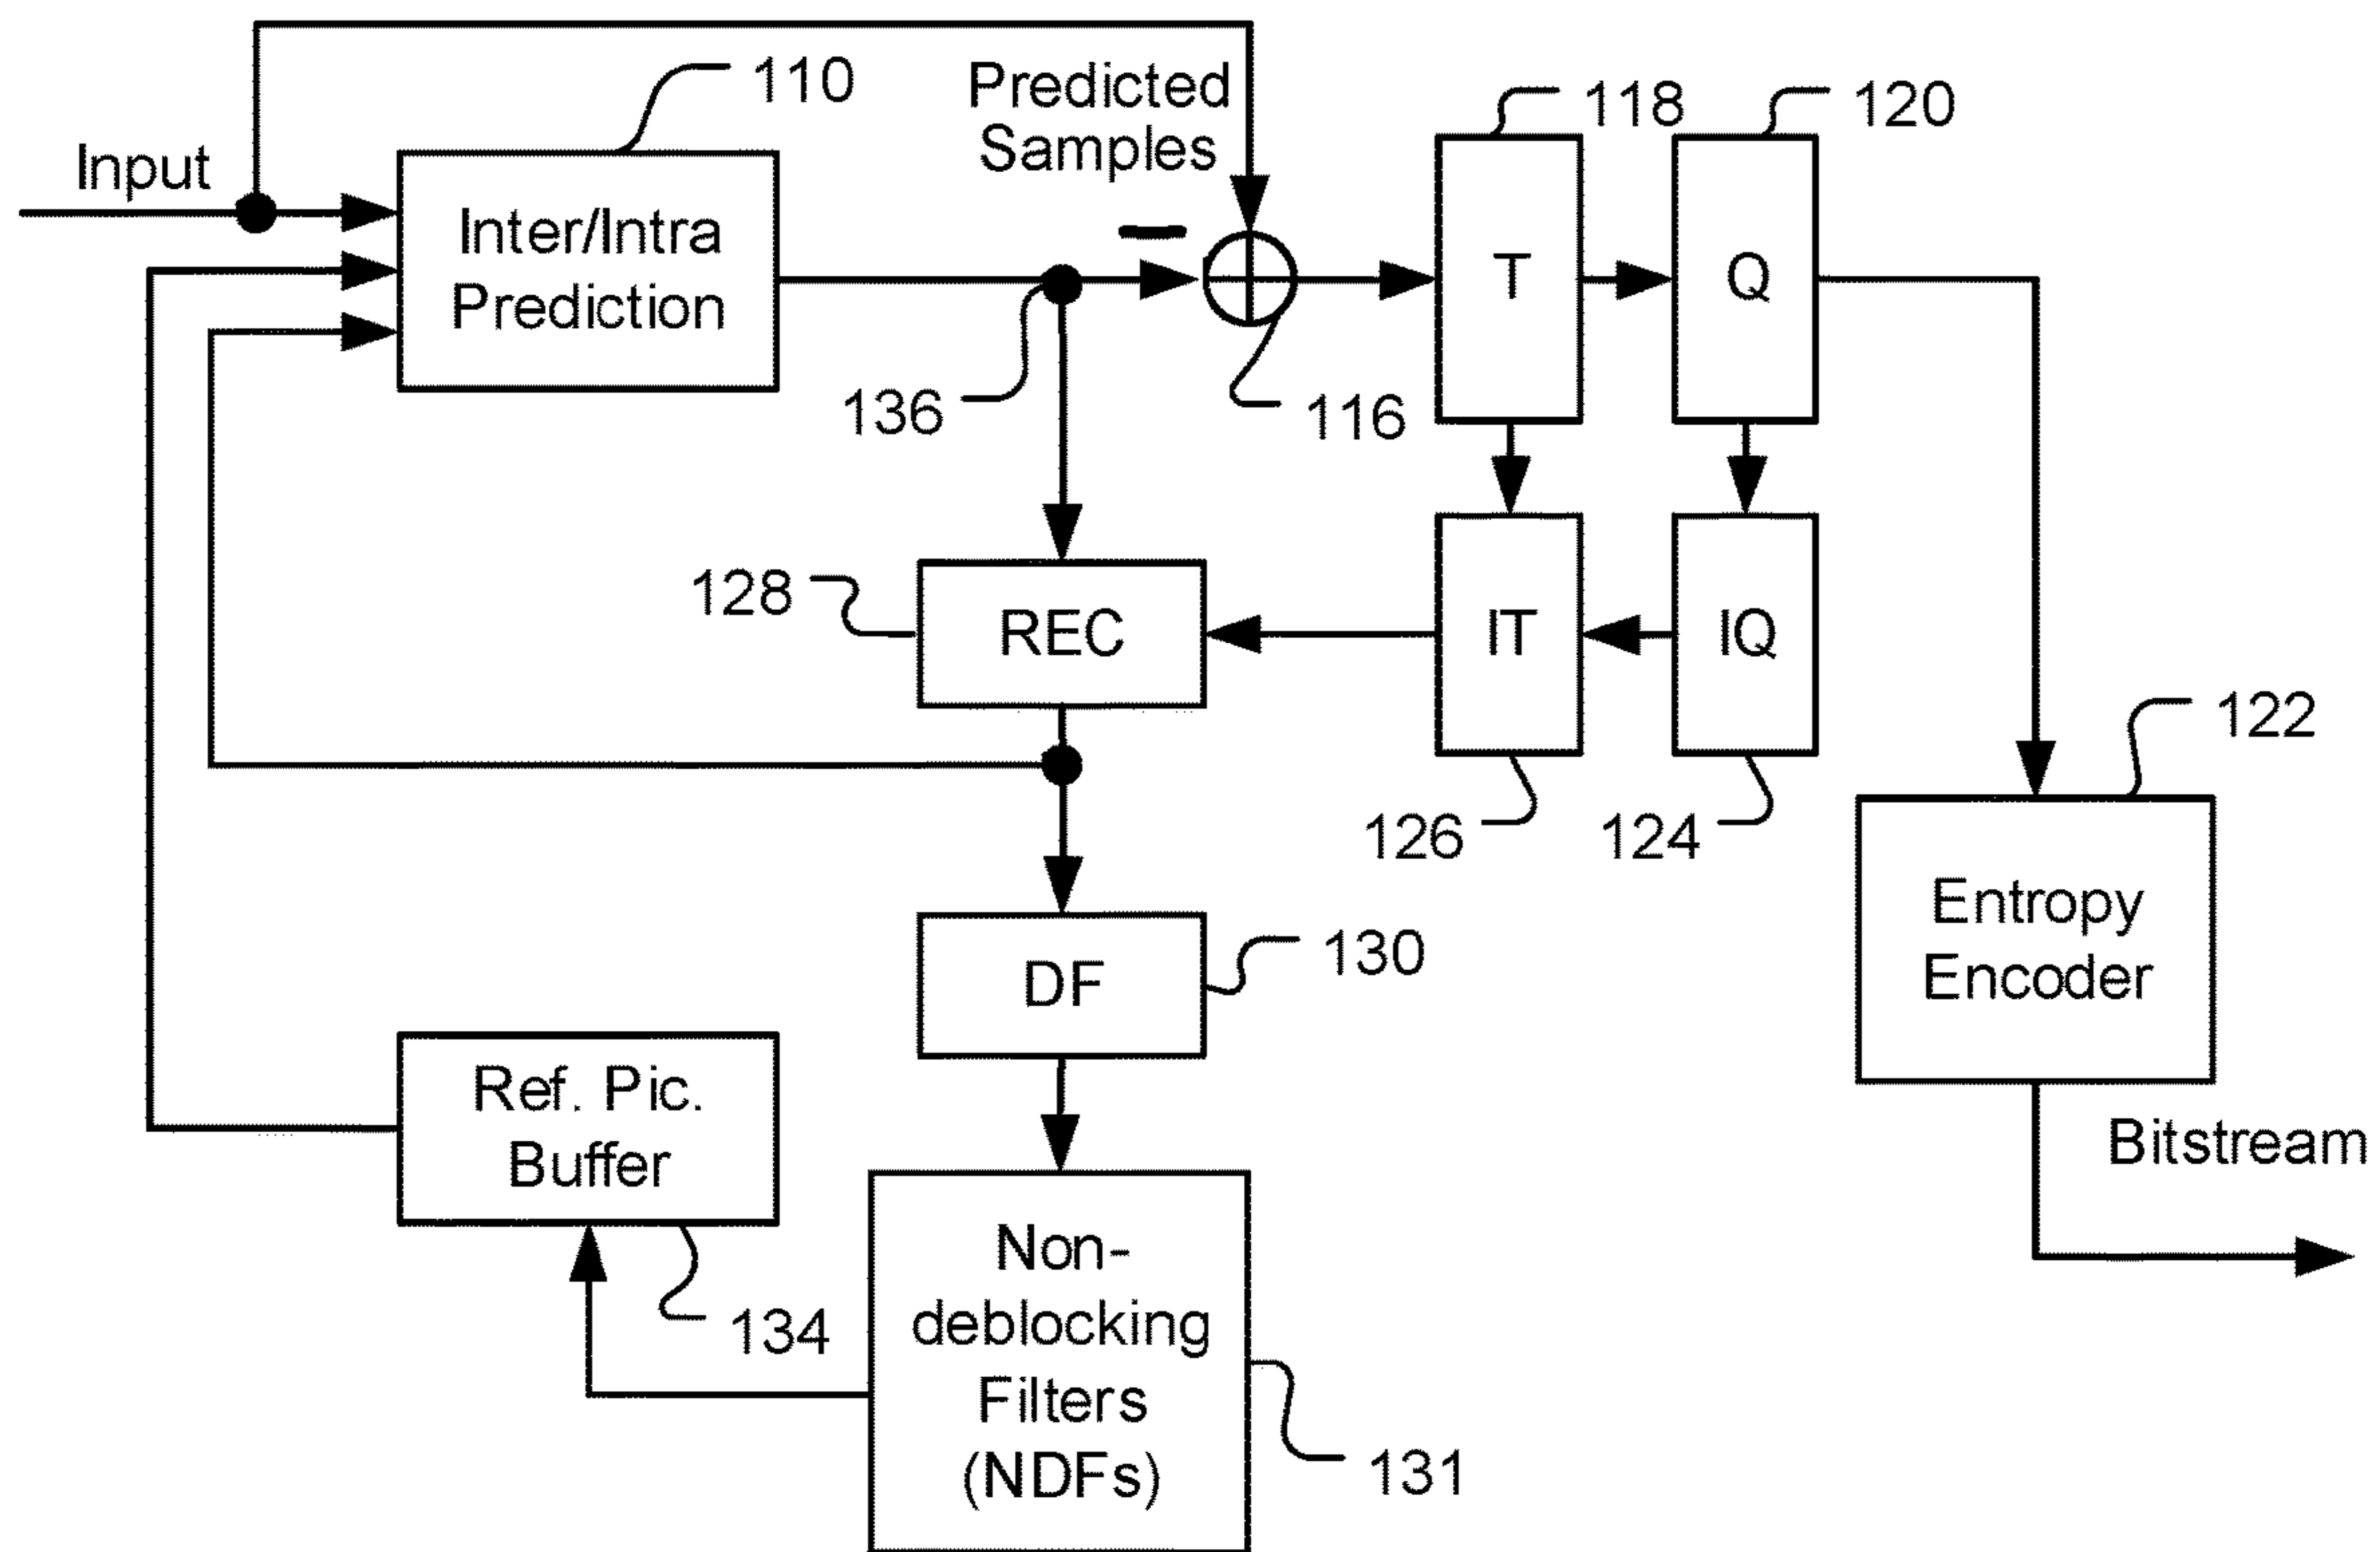 110
Predicted
Samples
118
120
Input
Inter/Intra
Prediction
T
Q
136
116
128
REC
IT
IQ
122
126
124
Entropy
Encoder
DF
130
Ref. Pic.
Buffer
Bitstream
Non-
deblocking
Filters
(NDFs)
134
131